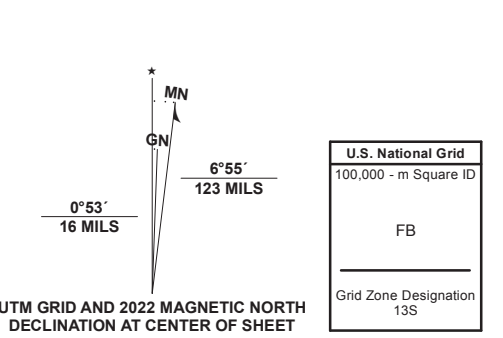 ★
MN
GN
6°55´
123 MILS
0°53´
16 MILS
UTM GRID AND 2022 MAGNETIC NORTH
DECLINATION AT CENTER OF SHEET
U.S. National Grid
100,000 - m Square ID
FB
Grid Zone Designation
13S